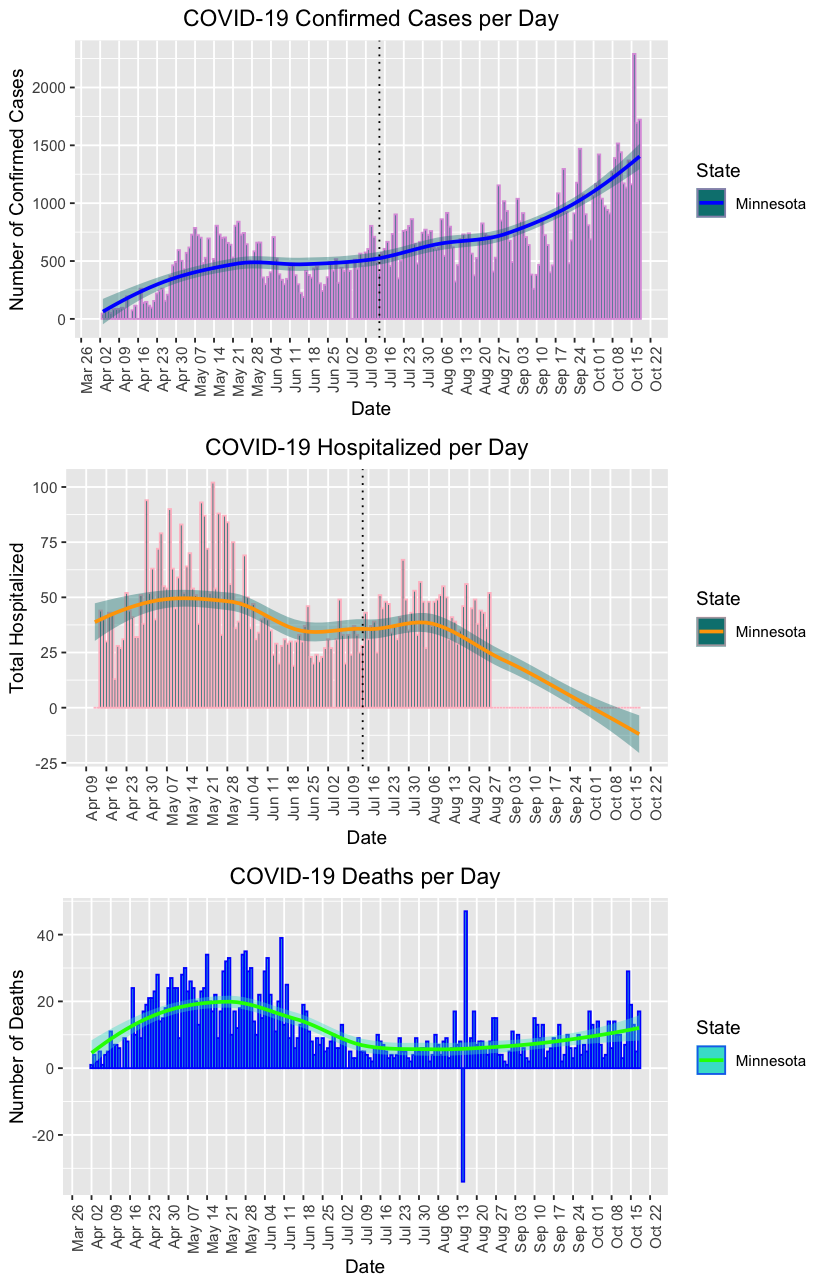 COVID-19 Confirmed Cases per Day
Number of Confirmed Cases
2000
1500
1000
500
0
Mar 26
Apr 02
Apr 09
Apr 16
Apr 23
Apr 30
May 07
May 14
May 21
May 28
Jun 04
Jun 11
Jun 18
Jun 25
Jul 02
Jul 09
Jul 16
Jul 23
Jul 30
Aug 06
Aug 13
Aug 20
Aug 27
Sep 03
Sep 10
Sep 17
Sep 24
Oct 01
Oct 08
Oct 15
Oct 22
Date
State
Minnesota
COVID-19 Hospitalized per Day
Total Hospitalized
100
75
50
25
0
-25
Apr 09
Apr 16
Apr 23
Apr 30
May 07
May 14
May 21
May 28
Jun 04
Jun 11
Jun 18
Jun 25
Jul 02
Jul 09
Jul 16
Jul 23
Jul 30
Aug 06
Aug 13
Aug 20
Aug 27
Sep 03
Sep 10
Sep 17
Sep 24
Oct 01
Oct 08
Oct 15
Oct 22
Date
State
Minnesota
COVID-19 Deaths per Day
Number of Deaths
40
20
0
-20
Mar 26
Apr 02
Apr 09
Apr 16
Apr 23
Apr 30
May 07
May 14
May 21
May 28
Jun 04
Jun 11
Jun 18
Jun 25
Jul 02
Jul 09
Jul 16
Jul 23
Jul 30
Aug 06
Aug 13
Aug 20
Aug 27
Sep 03
Sep 10
Sep 17
Sep 24
Oct 01
Oct 08
Oct 15
Oct 22
Date
State
Minnesota